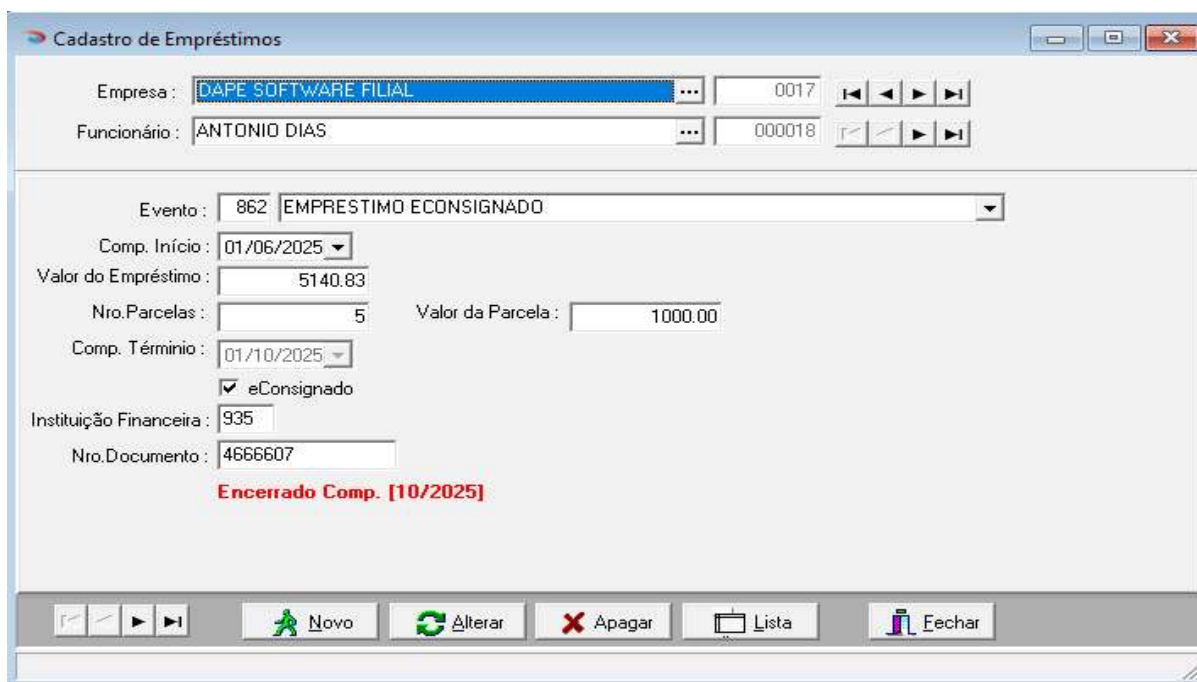 Cadastro de Empréstimos
Empresa : DAPE SOFTWARE FILIAL ... 0017
Funcionário : ANTONIO DIAS ... 000018
Evento : 862 EMPRESTIMO ECONSIGNADO
Comp. Início : 01/06/2025
Valor do Empréstimo : 5140.83
Nro.Parcelas : 5 Valor da Parcela : 1000.00
Comp. Términio : 01/10/2025
eConsignado
Instituição Financeira : 935
Nro.Documento : 4666607
Encerrado Comp. [10/2025]
Novo Alterar Apagar Lista Fechar